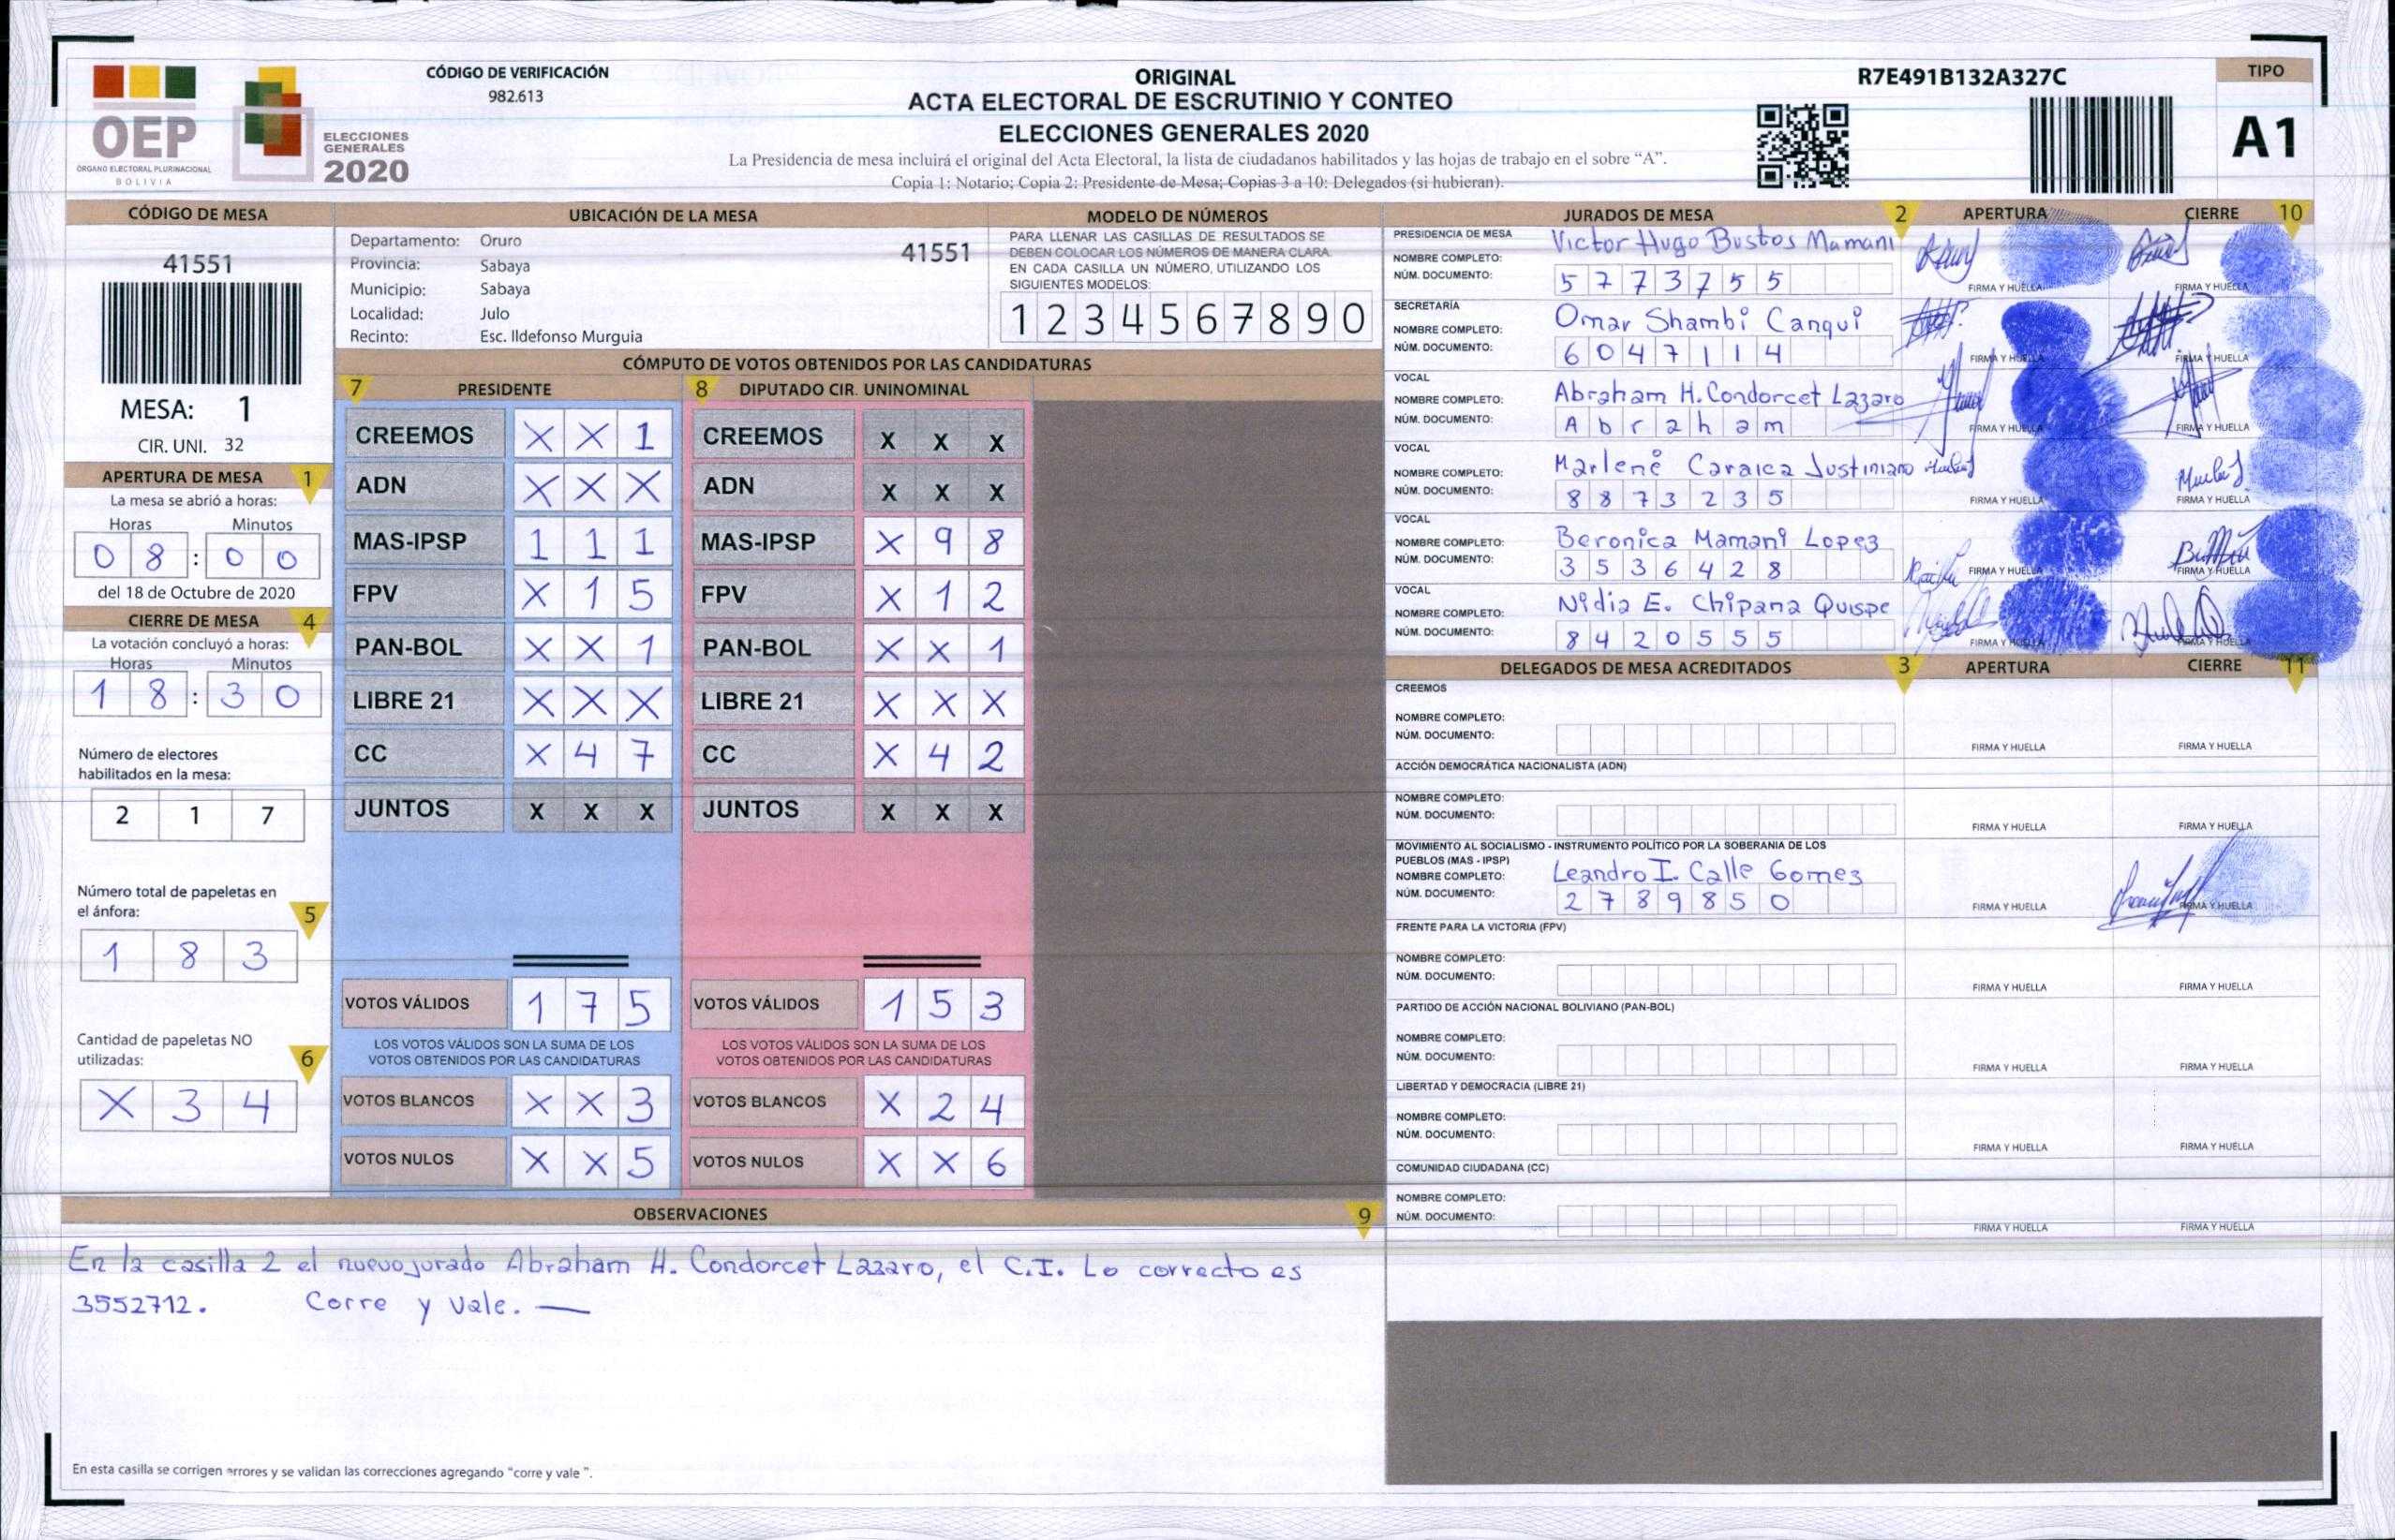 CÓDIGO DE VERIFICACIÓN
982.613
OEP
ÓRGANO ELECTORAL PLURINACIONAL
BOLIVIA
ELECCIONES
GENERALES
2020
ORIGINAL
ACTA ELECTORAL DE ESCRUTINIO Y CONTEO
ELECCIONES GENERALES 2020
La Presidencia de mesa incluirá el original del Acta Electoral, la lista de ciudadanos habilitados y las hojas de trabajo en el sobre “A”.
Copia 1: Notario; Copia 2: Presidente de Mesa; Copias 3 a 10: Delegados (si hubieran).
R7E491B132A327C
TIPO
A1
CÓDIGO DE MESA
41551
MESA: 1
CIR. UNI. 32
APERTURA DE MESA 1
La mesa se abrió a horas:
Horas Minutos
0 8 : 0 0
del 18 de Octubre de 2020
CIERRE DE MESA 4
La votación concluyó a horas:
Horas Minutos
1 8 : 3 0
Número de electores
habilitados en la mesa:
2 1 7
Número total de papeletas en
el ánfora: 5
1 8 3
Cantidad de papeletas NO
utilizadas: 6
X 3 4
UBICACIÓN DE LA MESA
Departamento: Oruro 41551
Provincia: Sabaya
Municipio: Sabaya
Localidad: Julo
Recinto: Esc. Ildefonso Murguia
MODELO DE NÚMEROS
PARA LLENAR LAS CASILLAS DE RESULTADOS SE
DEBEN COLOCAR LOS NÚMEROS DE MANERA CLARA.
EN CADA CASILLA UN NÚMERO, UTILIZANDO LOS
SIGUIENTES MODELOS:
1 2 3 4 5 6 7 8 9 0
CÓMPUTO DE VOTOS OBTENIDOS POR LAS CANDIDATURAS
7 PRESIDENTE 8 DIPUTADO CIR. UNINOMINAL
CREEMOS X X 1 CREEMOS X X X
ADN X X X ADN X X X
MAS-IPSP 1 1 1 MAS-IPSP X 9 8
FPV X 1 5 FPV X 1 2
PAN-BOL X X 1 PAN-BOL X X 1
LIBRE 21 X X X LIBRE 21 X X X
CC X 4 7 CC X 4 2
JUNTOS X X X JUNTOS X X X
VOTOS VÁLIDOS 1 7 5 VOTOS VÁLIDOS 1 5 3
LOS VOTOS VÁLIDOS SON LA SUMA DE LOS LOS VOTOS VÁLIDOS SON LA SUMA DE LOS
VOTOS OBTENIDOS POR LAS CANDIDATURAS VOTOS OBTENIDOS POR LAS CANDIDATURAS
VOTOS BLANCOS X X 3 VOTOS BLANCOS X 2 4
VOTOS NULOS X X 5 VOTOS NULOS X X 6
JURADOS DE MESA 2 APERTURA CIERRE 10
PRESIDENCIA DE MESA
NOMBRE COMPLETO: Victor Hugo Bustos Mamani
NÚM. DOCUMENTO: 5 7 7 3 7 5 5 FIRMA Y HUELLA FIRMA Y HUELLA
SECRETARÍA
NOMBRE COMPLETO: Omar Shambi Canqui
NÚM. DOCUMENTO: 6 0 4 7 1 1 4 FIRMA Y HUELLA FIRMA Y HUELLA
VOCAL
NOMBRE COMPLETO: Abraham H. Condorcet Lazaro
NÚM. DOCUMENTO: A b r a h a m FIRMA Y HUELLA FIRMA Y HUELLA
VOCAL
NOMBRE COMPLETO: Marlene Caraica Justiniano
NÚM. DOCUMENTO: 8 8 7 3 2 3 5 FIRMA Y HUELLA FIRMA Y HUELLA
VOCAL
NOMBRE COMPLETO: Beronica Mamani Lopez
NÚM. DOCUMENTO: 3 5 3 6 4 2 8 FIRMA Y HUELLA FIRMA Y HUELLA
VOCAL
NOMBRE COMPLETO: Nidia E. Chipana Quispe
NÚM. DOCUMENTO: 8 4 2 0 5 5 5 FIRMA Y HUELLA FIRMA Y HUELLA
DELEGADOS DE MESA ACREDITADOS 3 APERTURA CIERRE 11
CREEMOS
NOMBRE COMPLETO:
NÚM. DOCUMENTO: FIRMA Y HUELLA FIRMA Y HUELLA
ACCIÓN DEMOCRÁTICA NACIONALISTA (ADN)
NOMBRE COMPLETO:
NÚM. DOCUMENTO: FIRMA Y HUELLA FIRMA Y HUELLA
MOVIMIENTO AL SOCIALISMO - INSTRUMENTO POLÍTICO POR LA SOBERANIA DE LOS
PUEBLOS (MAS - IPSP)
NOMBRE COMPLETO: Leandro I. Calle Gomez
NÚM. DOCUMENTO: 2 7 8 9 8 5 0 FIRMA Y HUELLA FIRMA Y HUELLA
FRENTE PARA LA VICTORIA (FPV)
NOMBRE COMPLETO:
NÚM. DOCUMENTO: FIRMA Y HUELLA FIRMA Y HUELLA
PARTIDO DE ACCIÓN NACIONAL BOLIVIANO (PAN-BOL)
NOMBRE COMPLETO:
NÚM. DOCUMENTO: FIRMA Y HUELLA FIRMA Y HUELLA
LIBERTAD Y DEMOCRACIA (LIBRE 21)
NOMBRE COMPLETO:
NÚM. DOCUMENTO: FIRMA Y HUELLA FIRMA Y HUELLA
COMUNIDAD CIUDADANA (CC)
NOMBRE COMPLETO:
NÚM. DOCUMENTO: FIRMA Y HUELLA FIRMA Y HUELLA
OBSERVACIONES 9
En la casilla 2 el nuevo jurado Abraham H. Condorcet Lazaro, el C.I. Lo correcto es
3552712. Corre y vale.
En esta casilla se corrigen errores y se validan las correcciones agregando "corre y vale ".